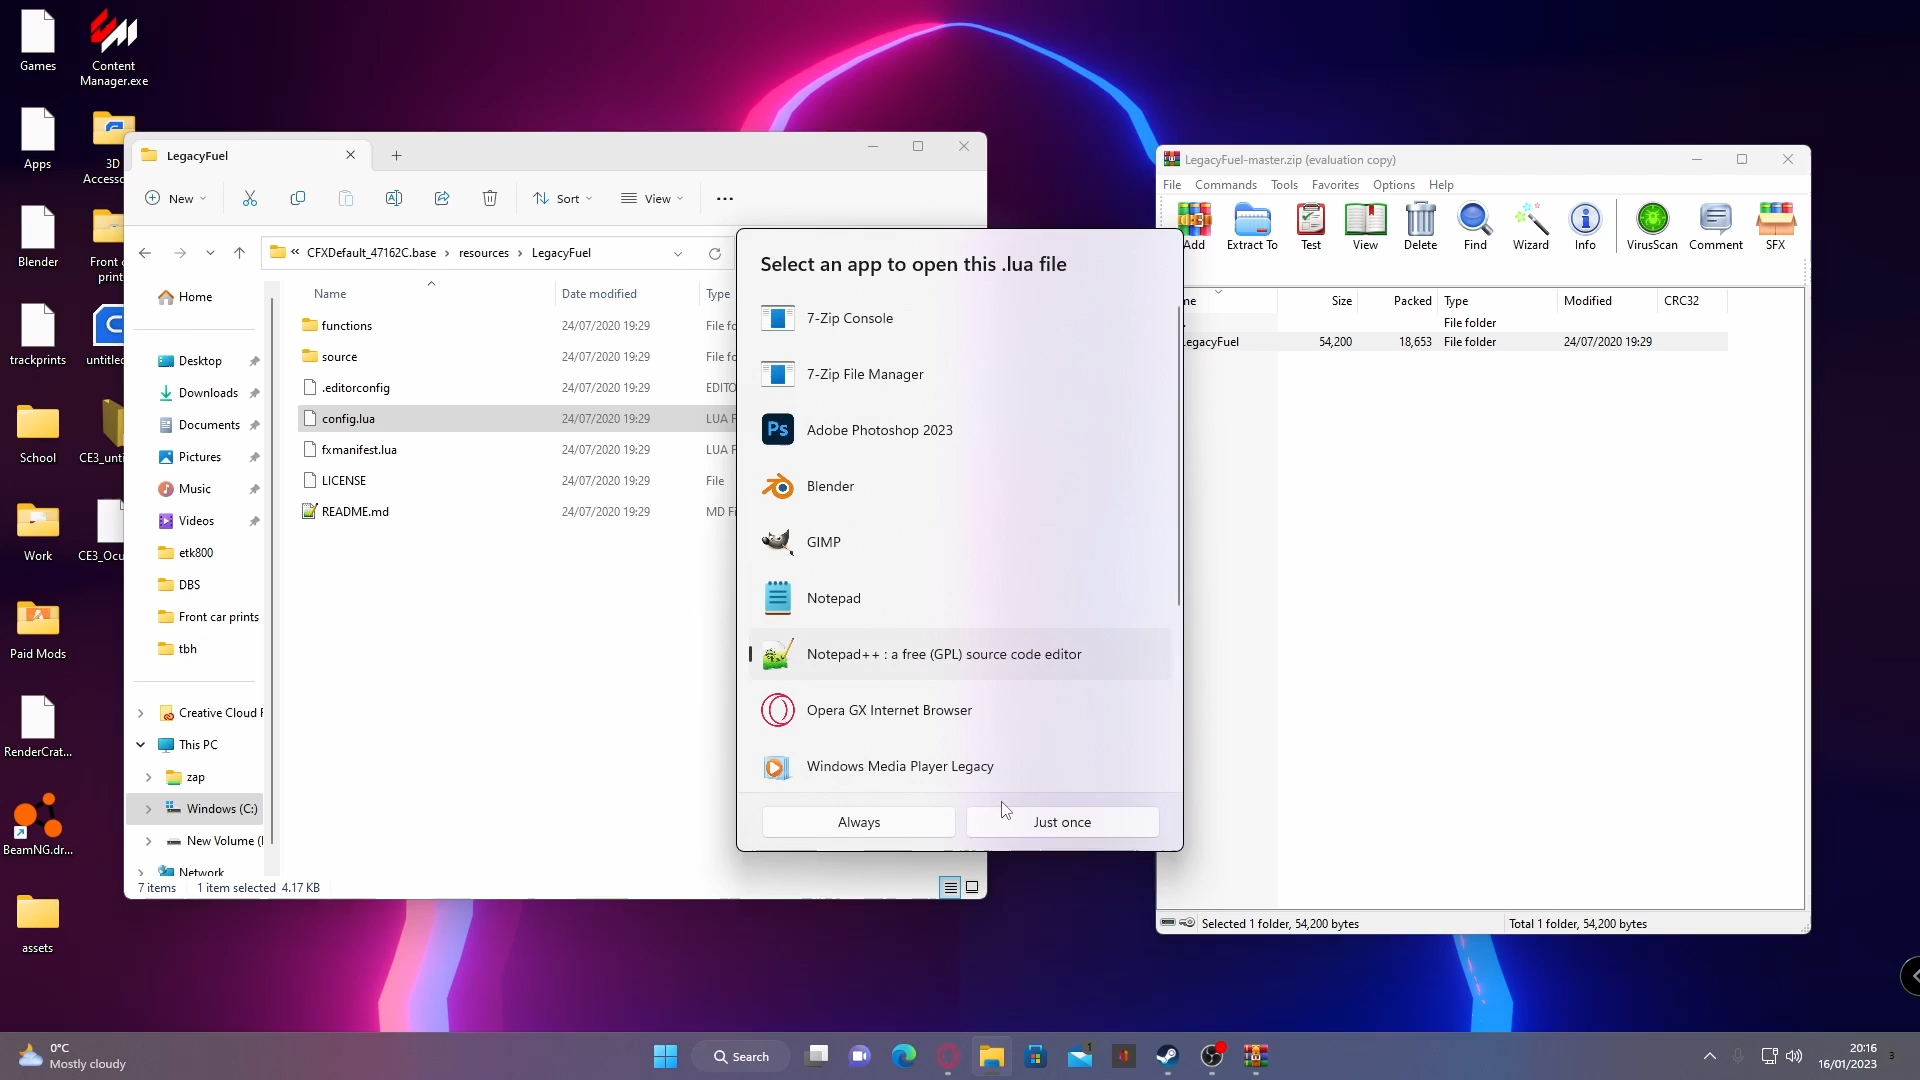 Games
Content
Manager.exe
Apps
3D
Blender
trackprints
School
Work
Paid Mods
RenderCrat...
BeamNG.dr...
assets
LegacyFuel
New
Sort
View
CFXDefault_47162C.base
resources
LegacyFuel
Home
Desktop
Downloads
Documents
Pictures
Music
Videos
etk800
DBS
Front car prints
tbh
Creative Cloud F
This PC
zap
Windows (C:)
New Volume (
Network
Name
Date modified
Type
functions
24/07/2020 19:29
File fo
source
24/07/2020 19:29
File fo
.editorconfig
24/07/2020 19:29
EDITO
config.lua
24/07/2020 19:29
LUA F
fxmanifest.lua
24/07/2020 19:29
LUA F
LICENSE
24/07/2020 19:29
File
README.md
24/07/2020 19:29
MD Fi
7 items
1 item selected 4.17 KB
Select an app to open this .lua file
7-Zip Console
7-Zip File Manager
Ps
Adobe Photoshop 2023
Blender
GIMP
Notepad
Notepad++ : a free (GPL) source code editor
Opera GX Internet Browser
Windows Media Player Legacy
Always
Just once
LegacyFuel-master.zip (evaluation copy)
File Commands Tools Favorites Options Help
Add Extract To Test View Delete Find Wizard Info VirusScan Comment SFX
Size Packed Type Modified CRC32
File folder
LegacyFuel 54,200 18,653 File folder 24/07/2020 19:29
Selected 1 folder, 54,200 bytes
Total 1 folder, 54,200 bytes
0°C
Mostly cloudy
Search
20:16
16/01/2023
3